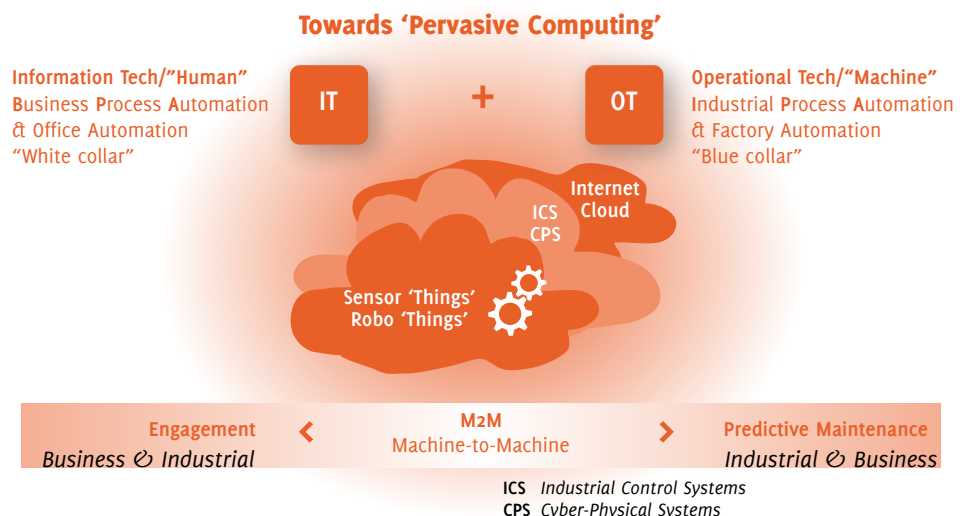 Towards ‘Pervasive Computing’
Information Tech/”Human”
Business Process Automation
& Office Automation
“White collar”
IT
+
OT
Operational Tech/“Machine”
Industrial Process Automation
& Factory Automation
“Blue collar”
Internet
Cloud
ICS
CPS
Sensor ‘Things’
Robo ‘Things’
Engagement
Business & Industrial
<
M2M
Machine-to-Machine
>
Predictive Maintenance
Industrial & Business
ICS Industrial Control Systems
CPS Cyber-Physical Systems